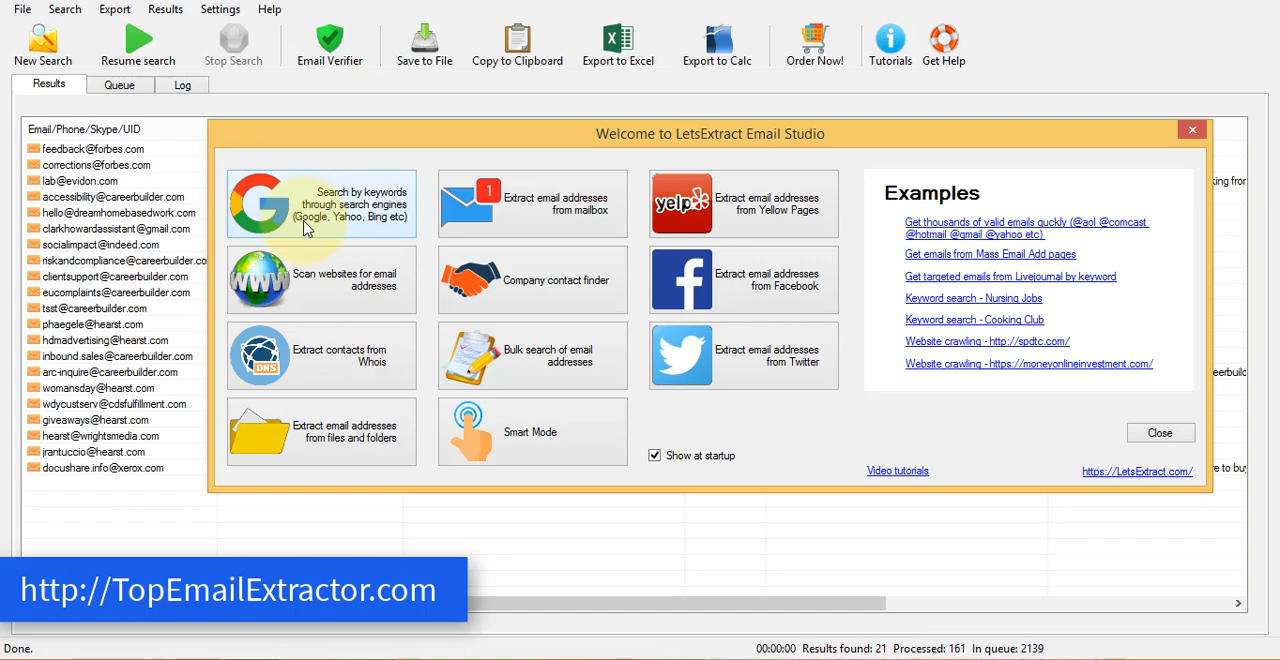 File Search Export Results Settings Help
New Search Resume search Stop Search Email Verifier Save to File Copy to Clipboard Export to Excel Export to Calc Order Now! Tutorials Get Help
Results Queue Log
Email/Phone/Skype/UID
feedback@forbes.com
corrections@forbes.com
lab@evidon.com
accessibility@careerbuilder.com
hello@dreamhomebasedwork.com
clarkhowardassistant@gmail.com
socialimpact@indeed.com
riskandcompliance@careerbuilder.co
clientsupport@careerbuilder.com
eucomplaints@careerbuilder.com
tsst@careerbuilder.com
phaegele@hearst.com
hdmadvertising@hearst.com
inbound.sales@careerbuilder.com
arc-inquire@careerbuilder.com
womansday@hearst.com
wdycustserv@cdsfulfillment.com
giveaways@hearst.com
hearst@wrightsmedia.com
jrantuccio@hearst.com
docushare.info@xerox.com
Welcome to LetsExtract Email Studio
Search by keywords
through search engines
(Google, Yahoo, Bing etc)
Scan websites for email
addresses
Extract contacts from
Whois
DNS
Extract email addresses
from files and folders
1
Extract email addresses
from mailbox
Company contact finder
Bulk search of email
addresses
Smart Mode
yelp
Extract email addresses
from Yellow Pages
Extract email addresses
from Facebook
Extract email addresses
from Twitter
Show at startup
Examples
Get thousands of valid emails quckly (@aol @comcast
@hotmail @gmail @yahoo etc)
Get emails from Mass Email Add pages
Get targeted emails from Livejournal by keyword
Keyword search - Nursing Jobs
Keyword search - Cooking Club
Website crawling - http://spdtc.com/
Website crawling - https://moneyonlineinvestment.com/
Close
Video tutorials
https://LetsExtract.com/
ing from
eerbuilc
re to buy
http://TopEmailExtractor.com
Done. 00:00:00 Results found: 21 Processed: 161 In queue: 2139